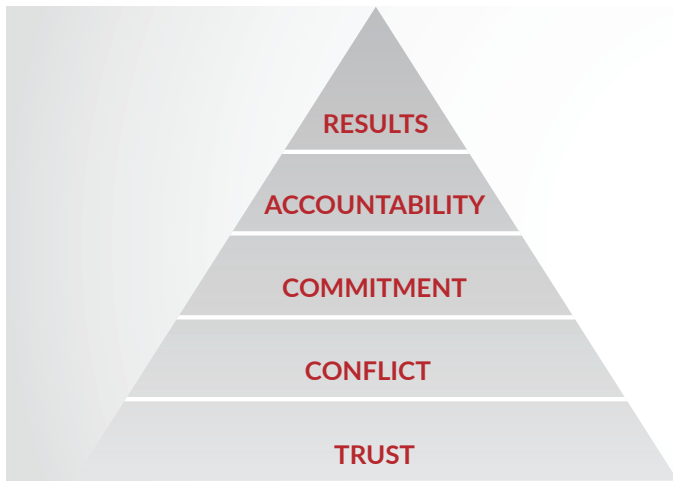 RESULTS
ACCOUNTABILITY
COMMITMENT
CONFLICT
TRUST